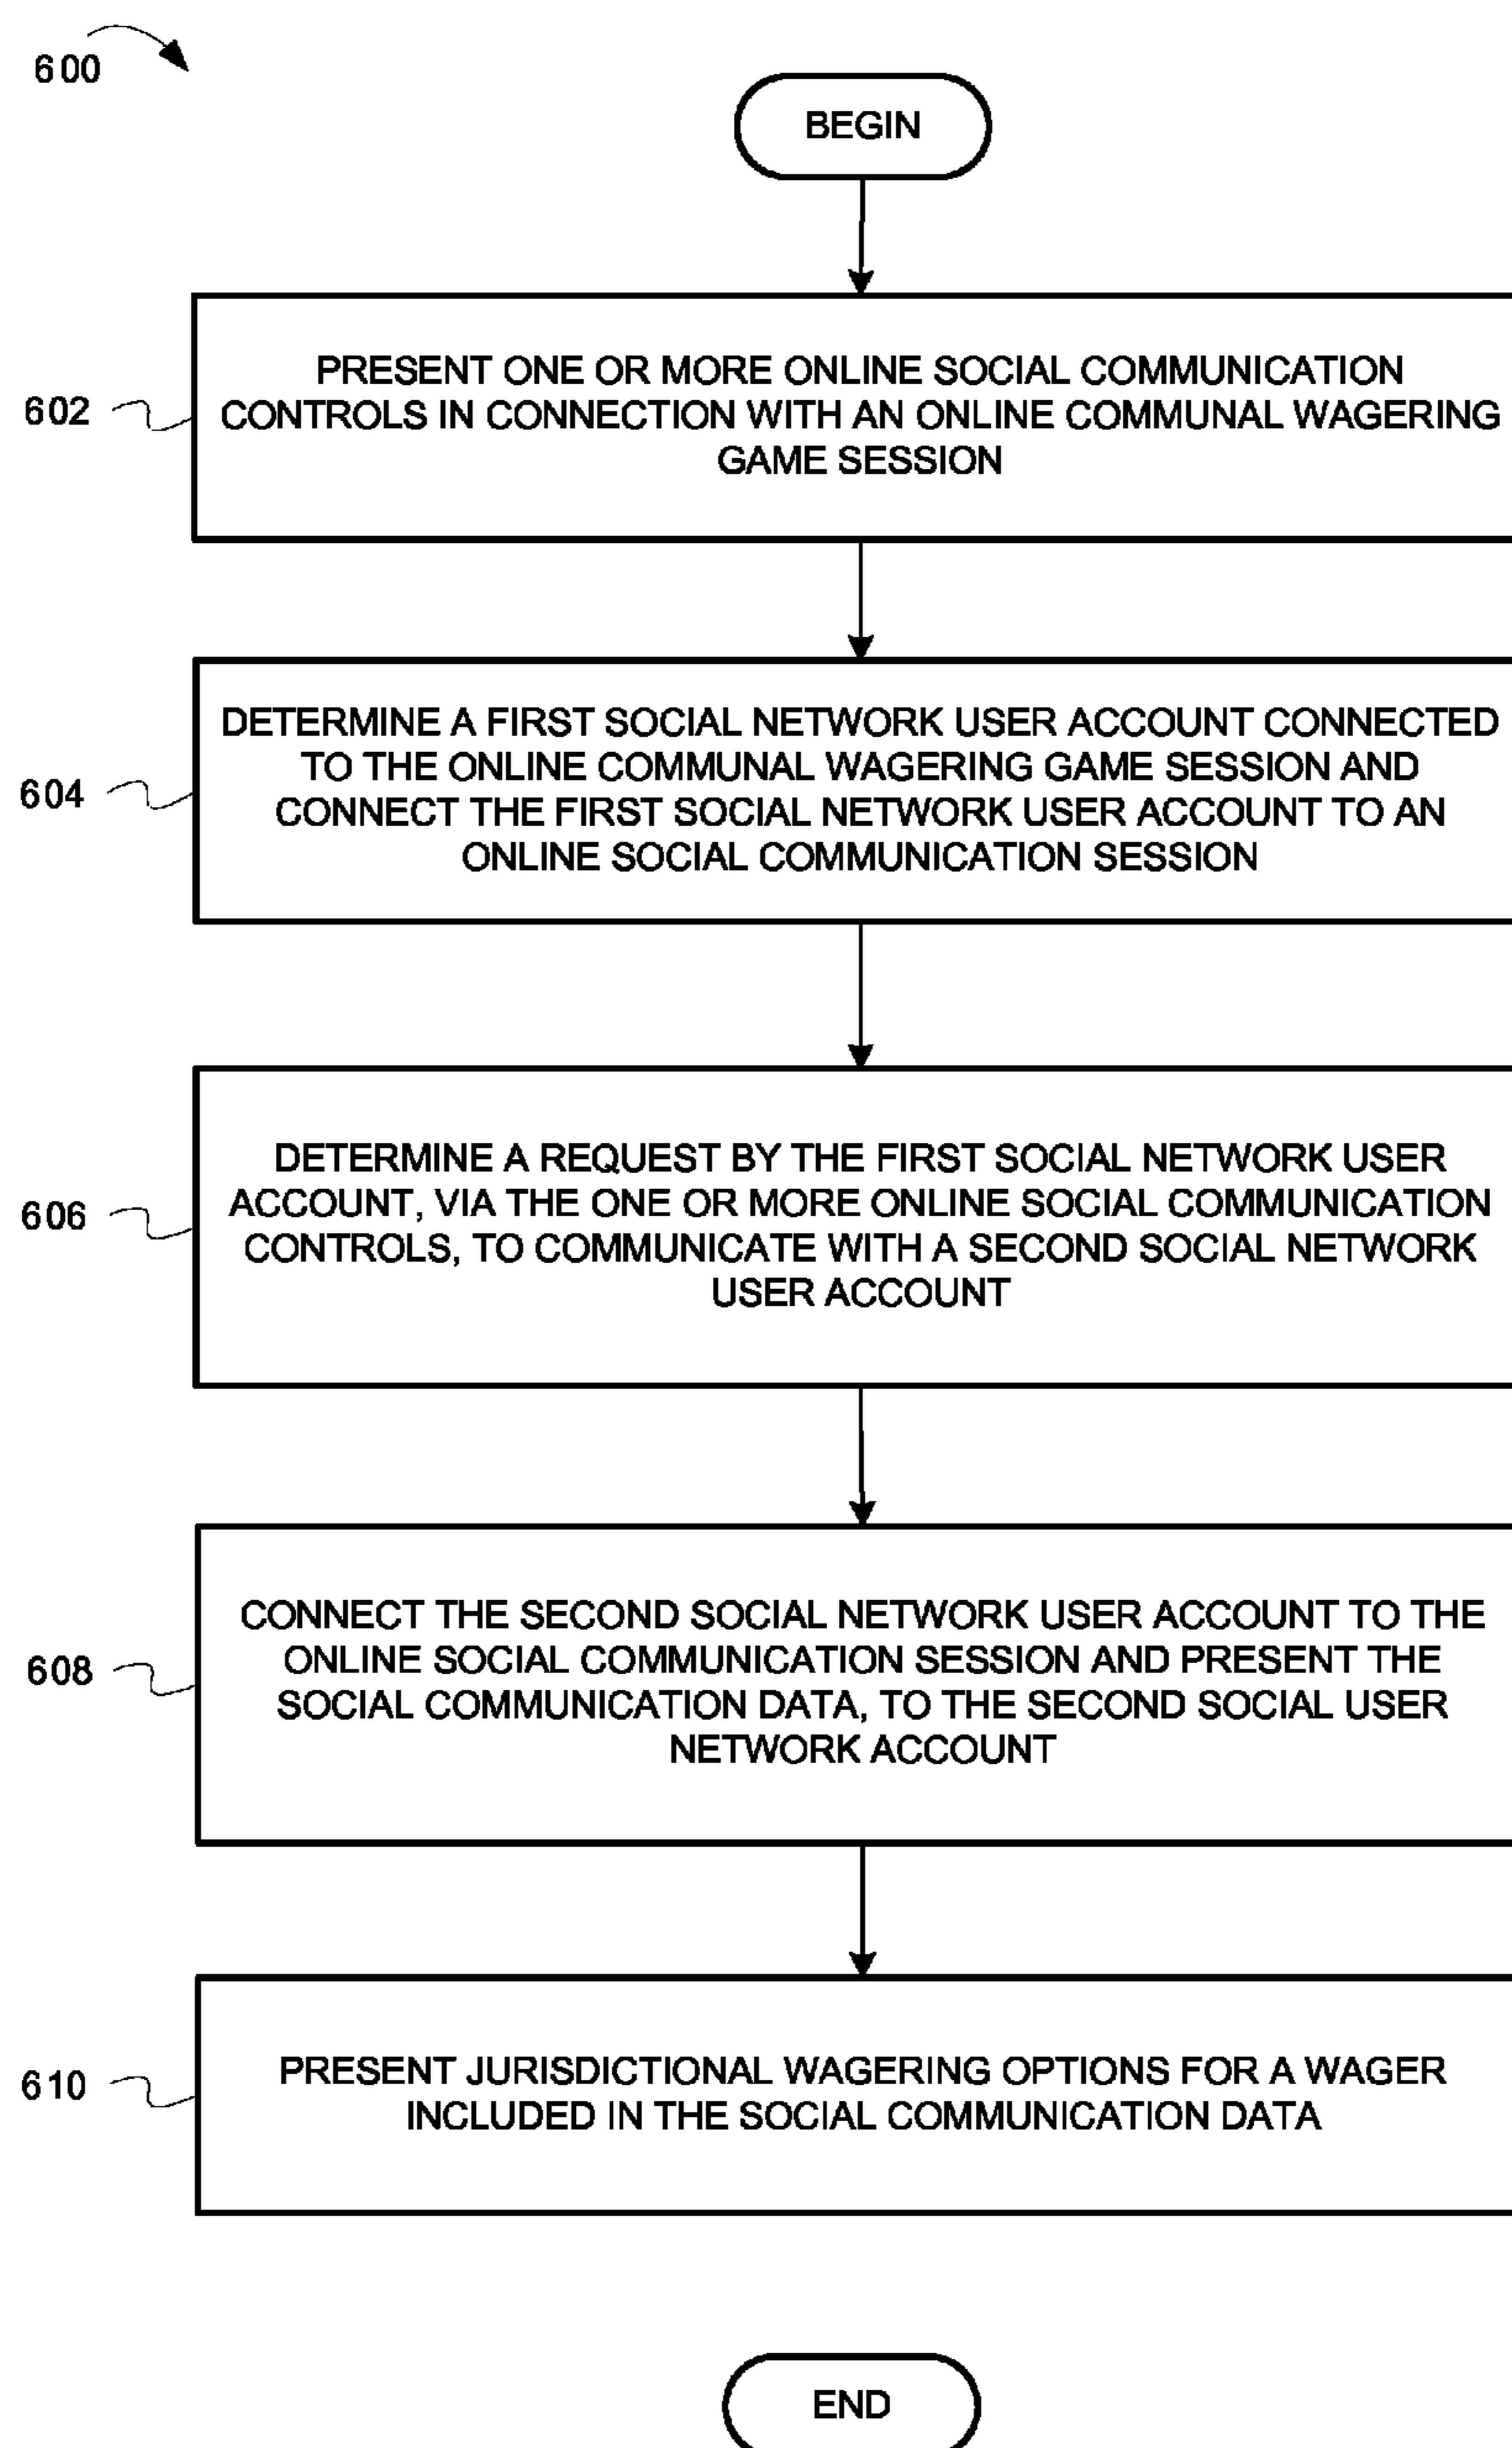 600
BEGIN
602
PRESENT ONE OR MORE ONLINE SOCIAL COMMUNICATION
CONTROLS IN CONNECTION WITH AN ONLINE COMMUNAL WAGERING
GAME SESSION
604
DETERMINE A FIRST SOCIAL NETWORK USER ACCOUNT CONNECTED
TO THE ONLINE COMMUNAL WAGERING GAME SESSION AND
CONNECT THE FIRST SOCIAL NETWORK USER ACCOUNT TO AN
ONLINE SOCIAL COMMUNICATION SESSION
606
DETERMINE A REQUEST BY THE FIRST SOCIAL NETWORK USER
ACCOUNT, VIA THE ONE OR MORE ONLINE SOCIAL COMMUNICATION
CONTROLS, TO COMMUNICATE WITH A SECOND SOCIAL NETWORK
USER ACCOUNT
608
CONNECT THE SECOND SOCIAL NETWORK USER ACCOUNT TO THE
ONLINE SOCIAL COMMUNICATION SESSION AND PRESENT THE
SOCIAL COMMUNICATION DATA, TO THE SECOND SOCIAL USER
NETWORK ACCOUNT
610
PRESENT JURISDICTIONAL WAGERING OPTIONS FOR A WAGER
INCLUDED IN THE SOCIAL COMMUNICATION DATA
END